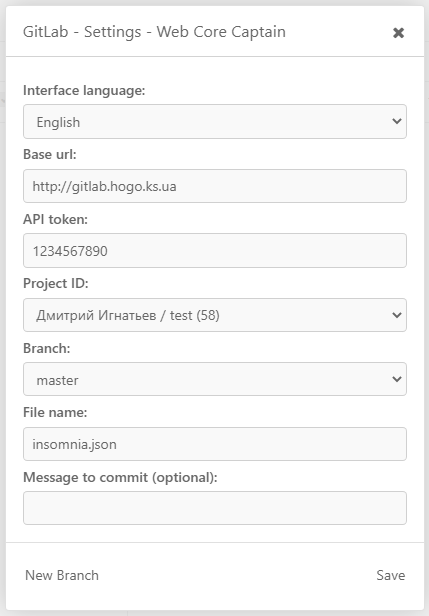 GitLab - Settings - Web Core Captain
Interface language:
English
Base url:
http://gitlab.hogo.ks.ua
API token:
1234567890
Project ID:
Дмитрий Игнатьев / test (58)
Branch:
master
File name:
insomnia.json
Message to commit (optional):
New Branch
Save